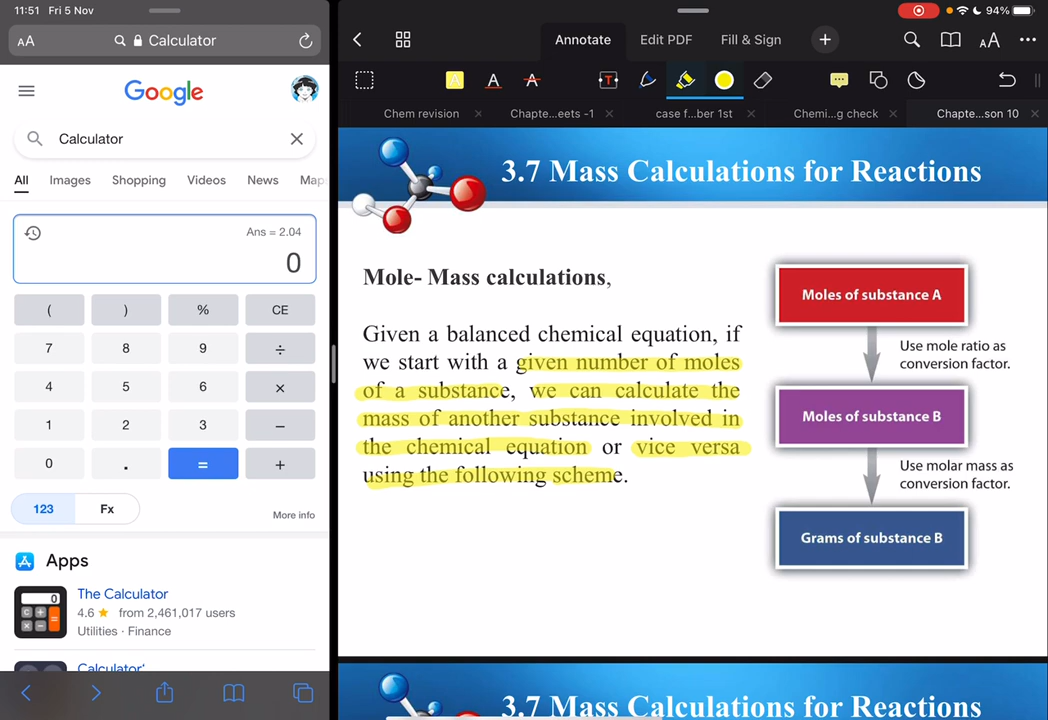 11:51 Fri 5 Nov
94%
AA
Calculator
Google
Calculator
All Images Shopping Videos News Map
Ans = 2.04
0
( ) % CE
7 8 9 ÷
4 5 6 ×
1 2 3 −
0 . = +
123 Fx
More info
Apps
The Calculator
4.6 ★ from 2,461,017 users
Utilities · Finance
Calculator'
Annotate Edit PDF Fill & Sign +
AA
A A A T
Chem revision × Chapte...eets -1 × case f...ber 1st × Chemi...g check × Chapte...son 10 ×
3.7 Mass Calculations for Reactions
Mole- Mass calculations,
Given a balanced chemical equation, if
we start with a given number of moles
of a substance, we can calculate the
mass of another substance involved in
the chemical equation or vice versa
using the following scheme.
Moles of substance A
Use mole ratio as
conversion factor.
Moles of substance B
Use molar mass as
conversion factor.
Grams of substance B
3.7 Mass Calculations for Reactions